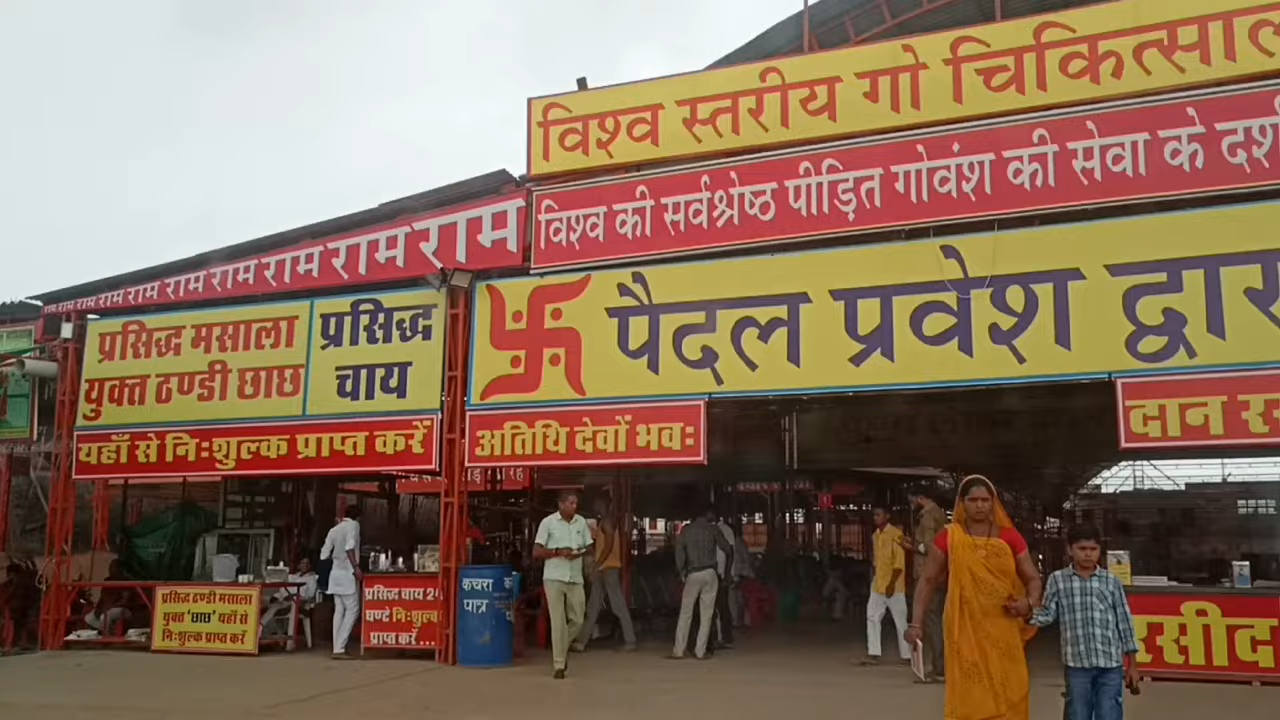 विश्व स्तरीय गो चिकित्साल
विश्व की सर्वश्रेष्ठ पीड़ित गोवंश की सेवा के दर्श
राम राम राम राम राम राम राम राम राम राम
प्रसिद्ध मसाला
युक्त ठण्डी छाछ
प्रसिद्ध
चाय
यहाँ से निःशुल्क प्राप्त करें
पैदल प्रवेश द्वार
अतिथि देवों भवः
दान रस
कचरा
पात्र
प्रसिद्ध ठण्डी मसाला
युक्त 'छाछ' यहाँ से
निःशुल्क प्राप्त करें
प्रसिद्ध चाय 24
घण्टे निःशुल्क
प्राप्त करें...
रसीद